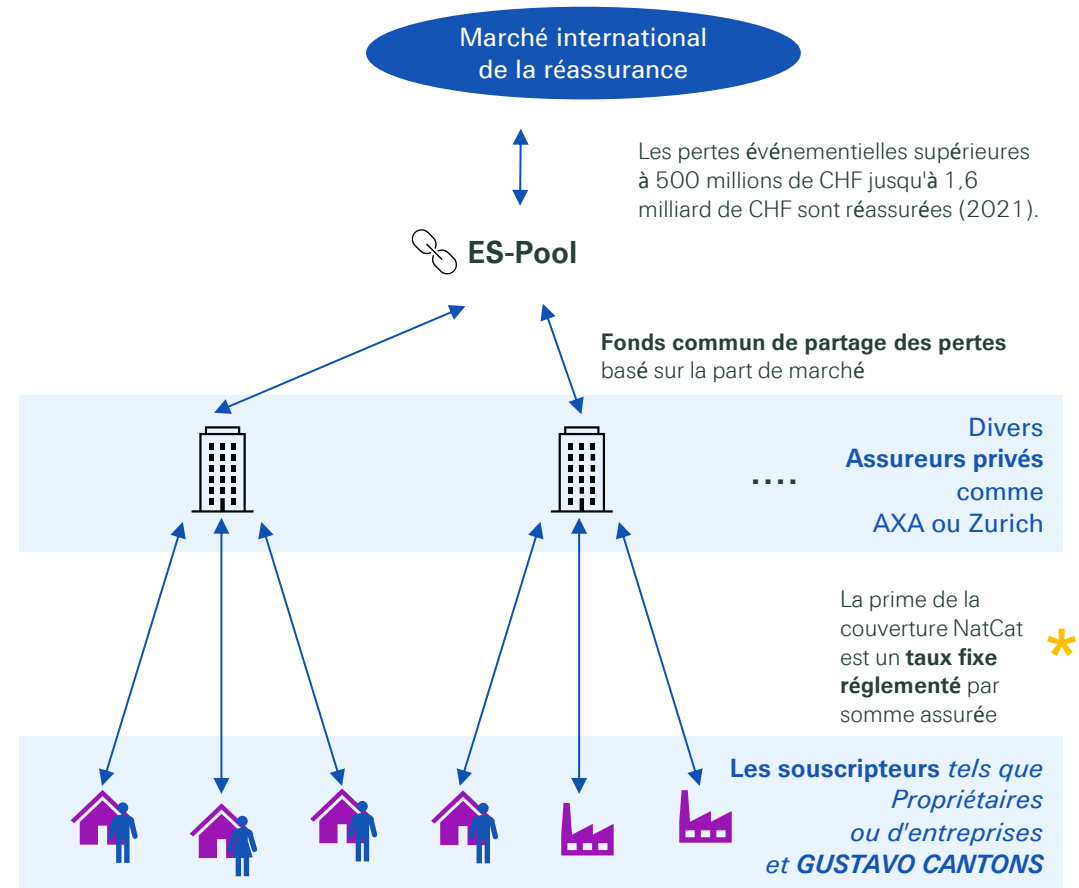 Marché international
de la réassurance
Les pertes événementielles supérieures
à 500 millions de CHF jusqu'à 1,6
milliard de CHF sont réassurées (2021).
ES-Pool
Fonds commun de partage des pertes
basé sur la part de marché
Divers
Assureurs privés
comme
AXA ou Zurich
....
La prime de la
couverture NatCat
est un taux fixe
réglementé par
somme assurée
*
Les souscripteurs tels que
Propriétaires
ou d'entreprises
et GUSTAVO CANTONS